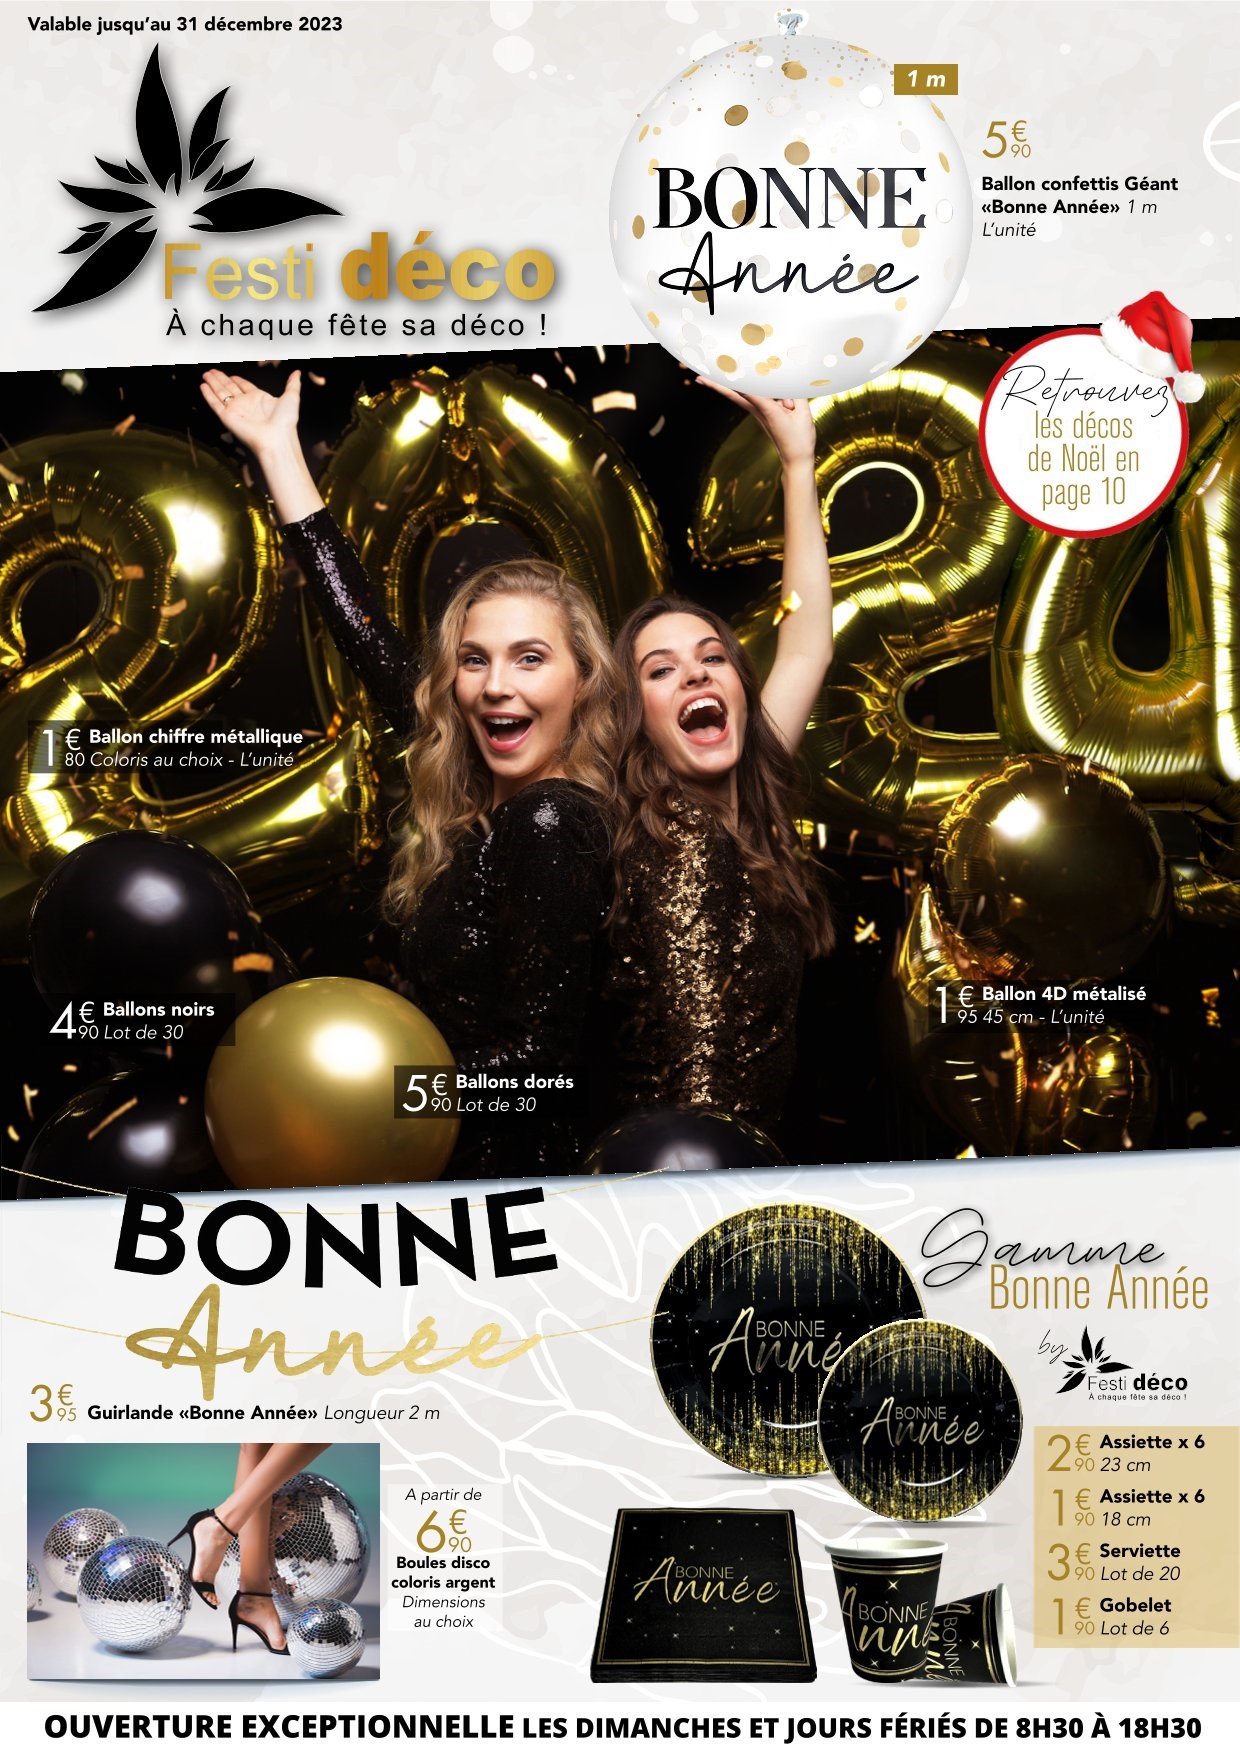 Valable jusqu'au 31 décembre 2023
Festi déco
À chaque fête sa déco !
1 m
BONNE
Année
5€90
Ballon confettis Géant
«Bonne Année» 1 m
L'unité
Retrouvez
les décos
de Noël en
page 10
2024
1€80 Ballon chiffre métallique
Coloris au choix - L'unité
4€90 Ballons noirs
Lot de 30
5€90 Ballons dorés
Lot de 30
1€95 Ballon 4D métalisé
45 cm - L'unité
BONNE
Année
3€95 Guirlande «Bonne Année» Longueur 2 m
A partir de
6€90
Boules disco
coloris argent
Dimensions
au choix
BONNE
Année
BONNE
Année
BONNE
Année
BONNE
Année
BONNE
Année
Gamme
Bonne Année
by
Festi déco
À chaque fête sa déco !
2€90 Assiette x 6
23 cm
1€90 Assiette x 6
18 cm
3€90 Serviette
Lot de 20
1€90 Gobelet
Lot de 6
OUVERTURE EXCEPTIONNELLE LES DIMANCHES ET JOURS FÉRIÉS DE 8H30 À 18H30